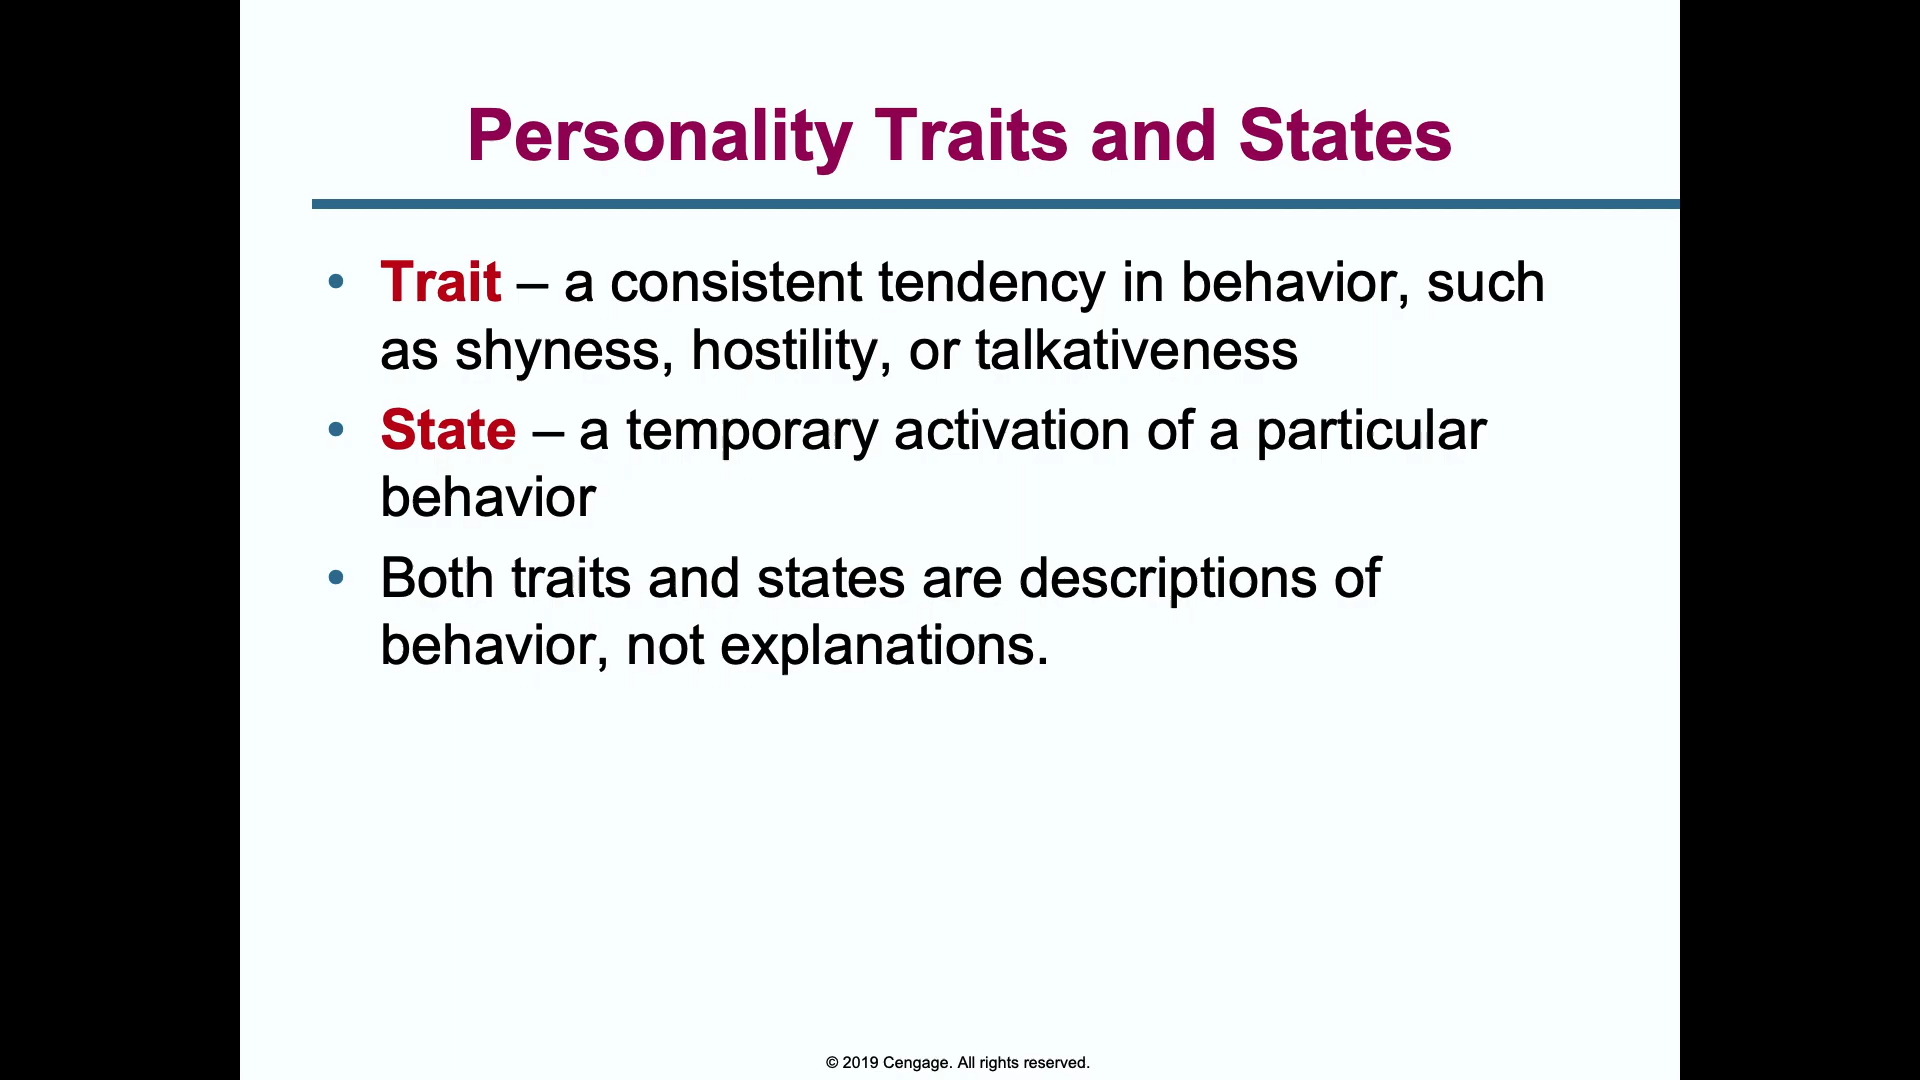 Personality Traits and States
• Trait – a consistent tendency in behavior, such
as shyness, hostility, or talkativeness
• State – a temporary activation of a particular
behavior
• Both traits and states are descriptions of
behavior, not explanations.
© 2019 Cengage. All rights reserved.